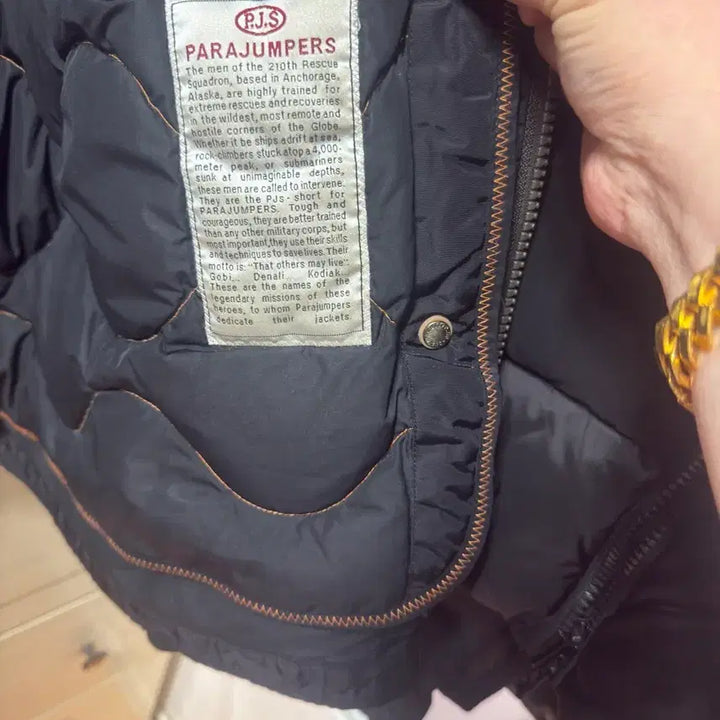 P.J.S
PARAJUMPERS
The men of the 210th Rescue
Squadron, based in Anchorage,
Alaska, are highly trained for
extreme rescues and recoveries
in the wildest, most remote and
hostile corners of the Globe.
Whether it be ships adrift at sea,
rock-climbers stuck atop a 4,000-
meter peak, or submariners
sunk at unimaginable depths,
these men are called to intervene.
They are the PJs - short for
PARAJUMPERS. Tough and
courageous, they are better trained
than any other military corps, but
most important,they use their skills
and techniques to save lives. Their
motto is: "That others may live".
Gobi... Denali... Kodiak...
These are the names of the
legendary missions of these
heroes, to whom Parajumpers
dedicate their jackets